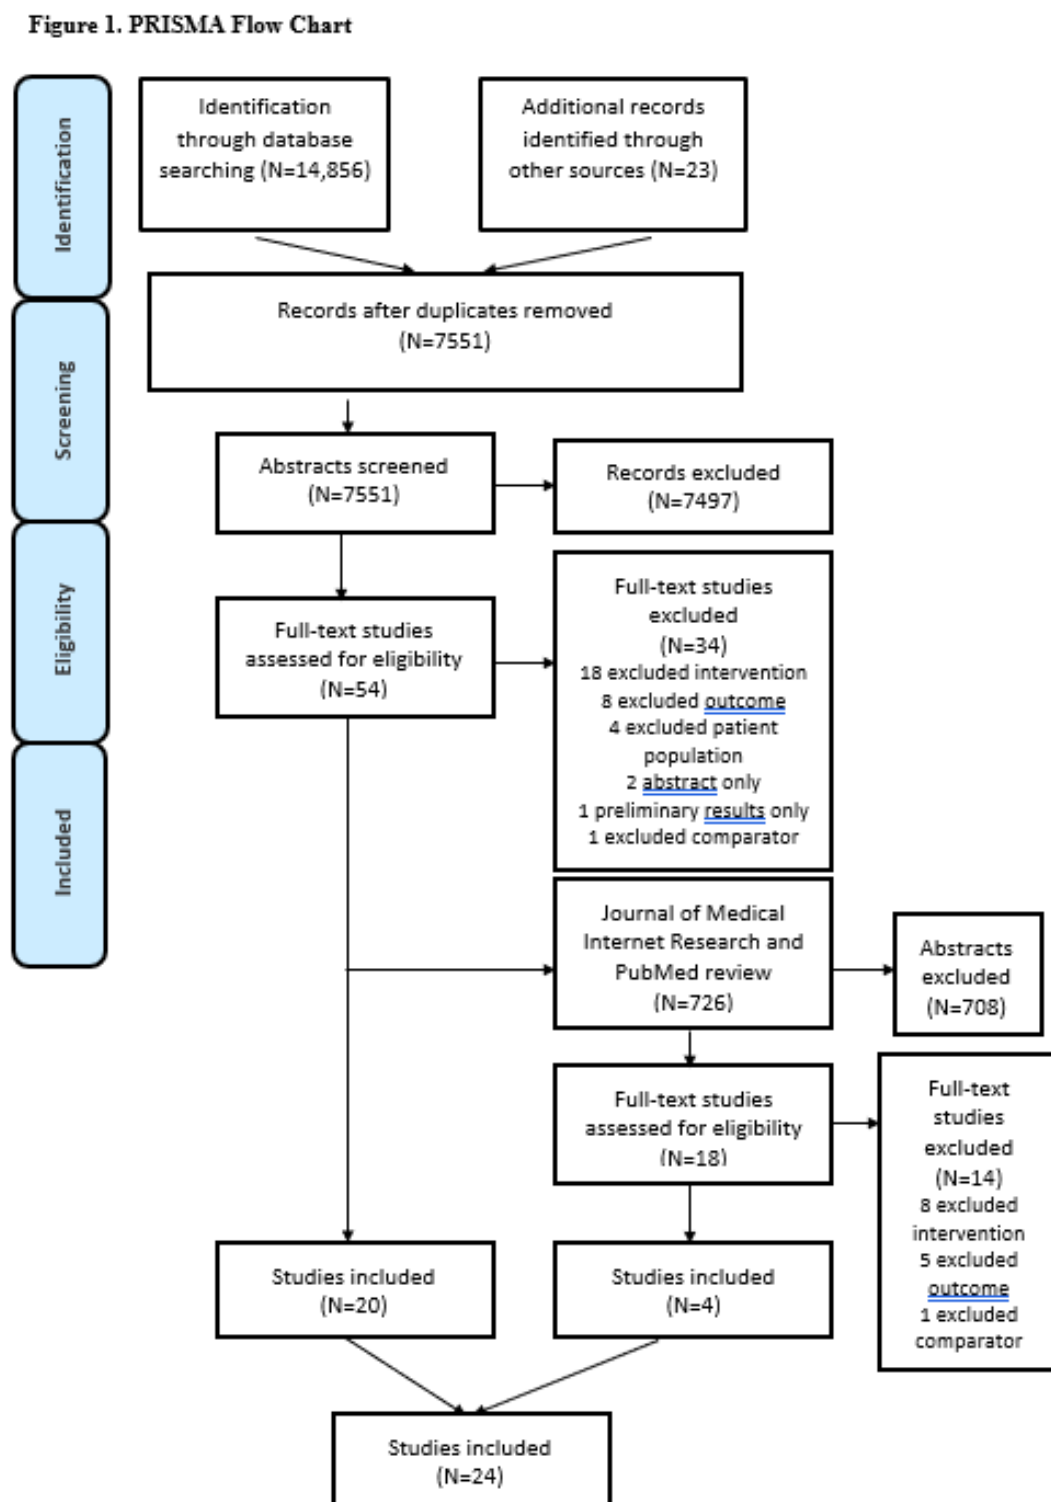 Figure 1. PRISMA Flow Chart
Identification
Identification
through database
searching (N=14,856)
Additional records
identified through
other sources (N=23)
Records after duplicates removed
(N=7551)
Screening
Abstracts screened
(N=7551)
Records excluded
(N=7497)
Eligibility
Full-text studies
assessed for eligibility
(N=54)
Full-text studies
excluded
(N=34)
18 excluded intervention
8 excluded outcome
4 excluded patient
population
2 abstract only
1 preliminary results only
1 excluded comparator
Included
Journal of Medical
Internet Research and
PubMed review
(N=726)
Abstracts
excluded
(N=708)
Full-text studies
assessed for eligibility
(N=18)
Full-text
studies
excluded
(N=14)
8 excluded
intervention
5 excluded
outcome
1 excluded
comparator
Studies included
(N=20)
Studies included
(N=4)
Studies included
(N=24)